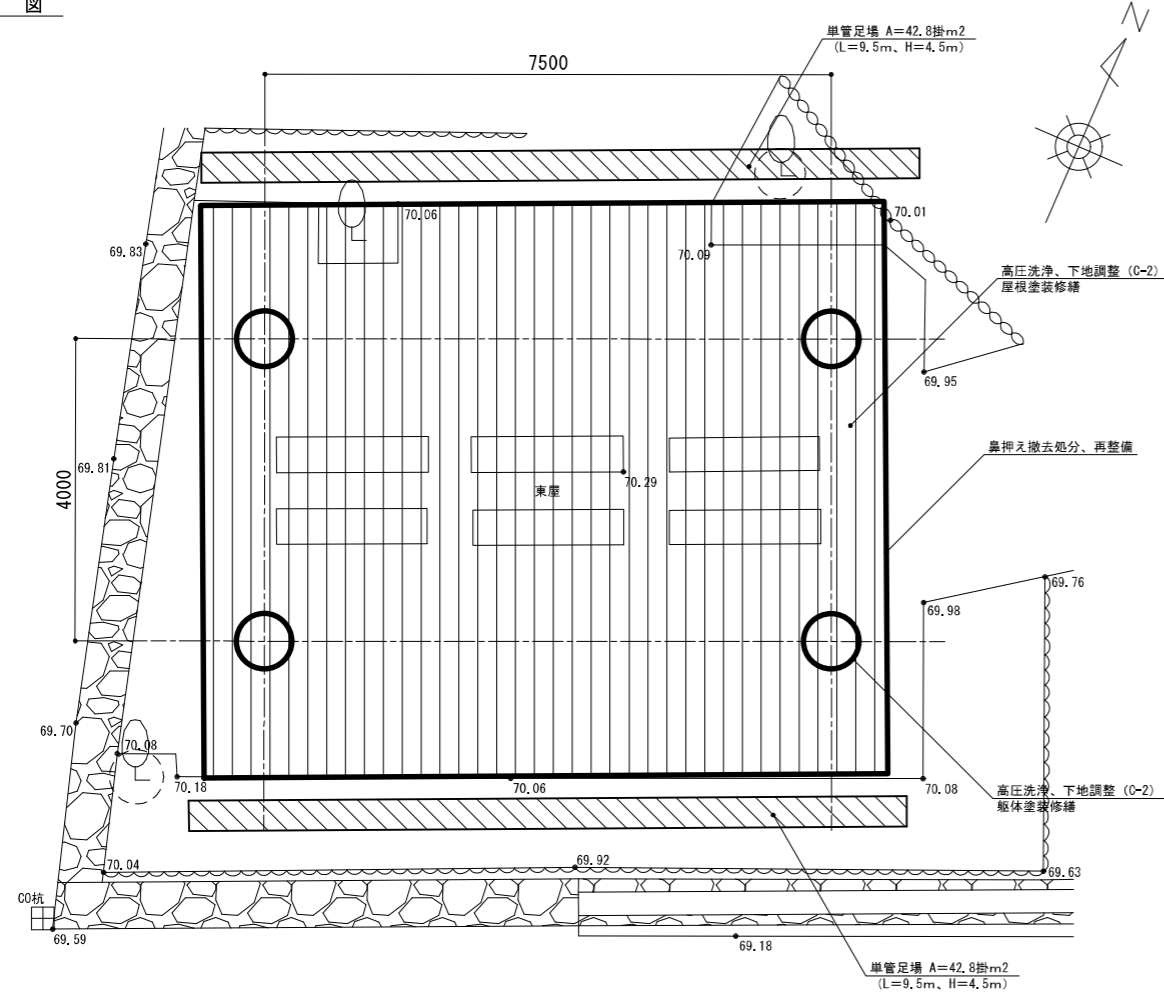 図
単管足場 A=42.8掛m2
(L=9.5m、H=4.5m)
N
7500
70.06
70.01
69.83
70.09
高圧洗浄、下地調整 (C-2)
屋根塗装修繕
69.95
鼻押え撤去処分、再整備
69.81
4000
70.29
東屋
69.76
69.98
69.70
70.08
70.18
70.06
70.08
高圧洗浄、下地調整 (C-2)
躯体塗装修繕
70.04
69.92
69.63
CO杭
69.59
69.18
単管足場 A=42.8掛m2
(L=9.5m、H=4.5m)